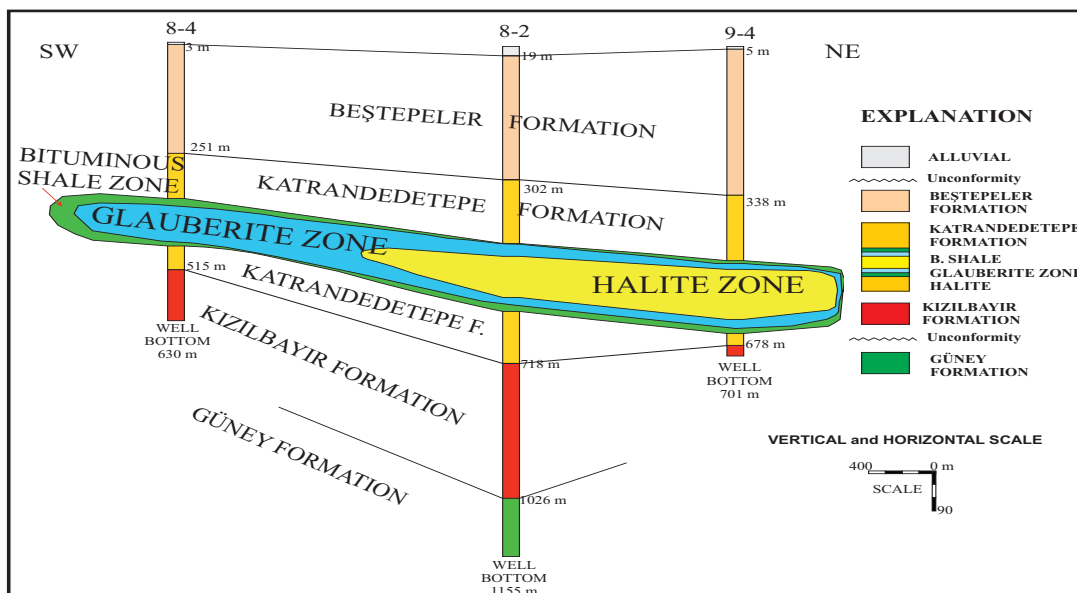 8-4
8-2
9-4
SW
NE
3 m
19 m
5 m
BEŞTEPELER FORMATION
251 m
302 m
338 m
BITUMINOUS
SHALE ZONE
KATRANDEDETEPE FORMATION
GLAUBERITE ZONE
HALITE ZONE
515 m
KATRANDEDETEPE F.
718 m
678 m
KIZILBAYIR FORMATION
WELL
BOTTOM
630 m
WELL
BOTTOM
701 m
GÜNEY FORMATION
1026 m
WELL
BOTTOM
1155 m
EXPLANATION
ALLUVIAL
Unconformity
BEŞTEPELER
FORMATION
KATRANDEDETEPE
FORMATION
B. SHALE
GLAUBERITE ZONE
HALITE
KIZILBAYIR
FORMATION
Unconformity
GÜNEY
FORMATION
VERTICAL and HORIZONTAL SCALE
400 0 m
SCALE
90